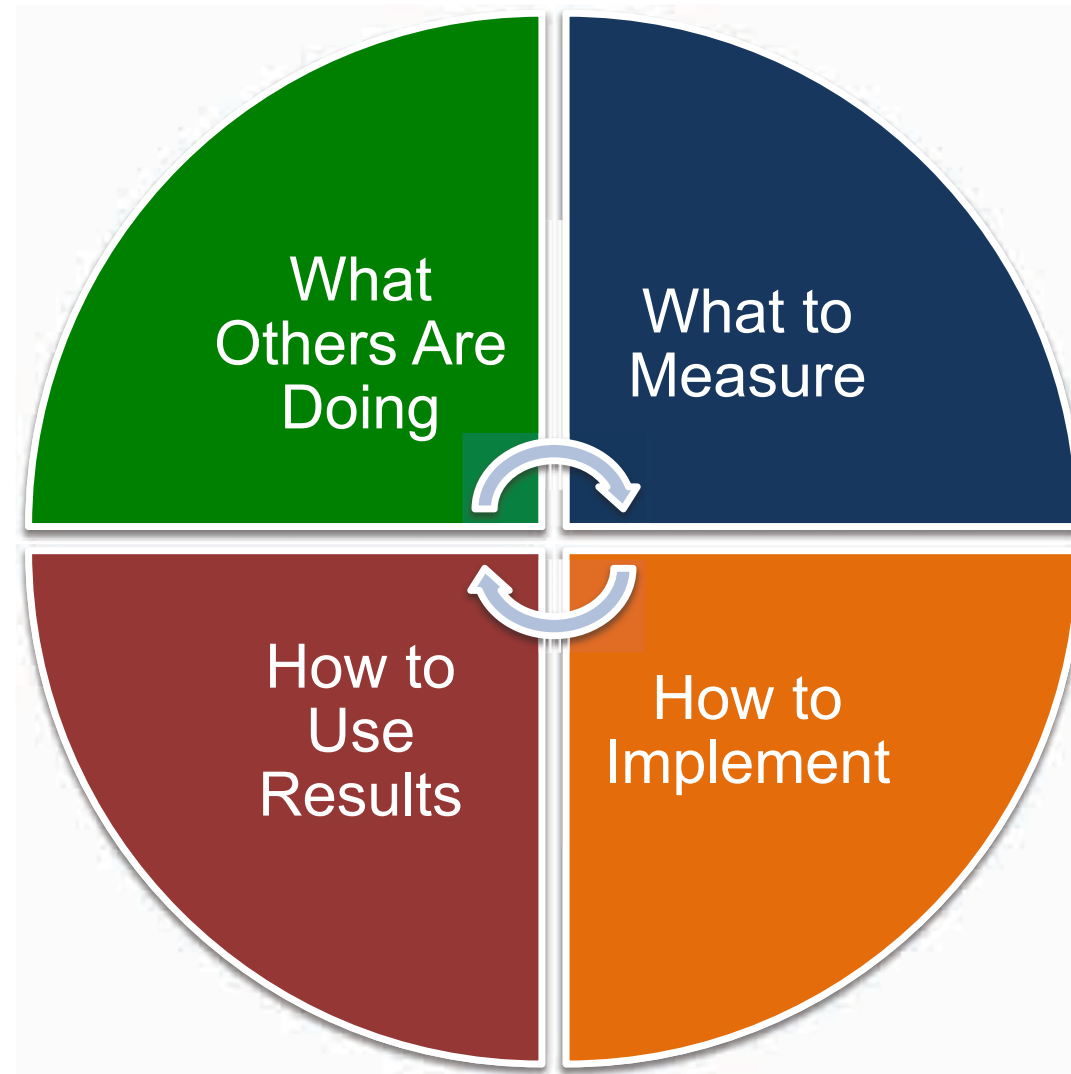 What
Others Are
Doing
What to
Measure
How to
Use
Results
How to
Implement